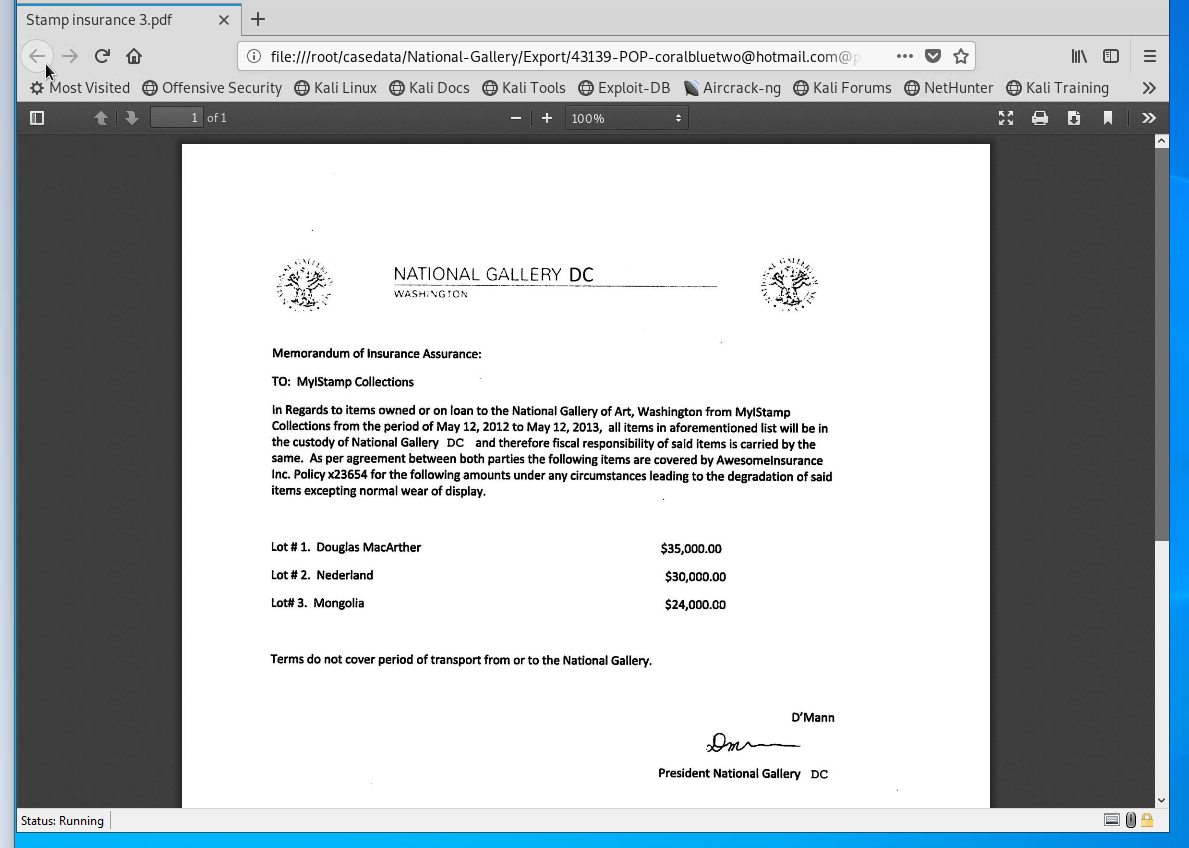 Stamp insurance 3.pdf
file:///root/casedata/National-Gallery/Export/43139-POP-coralbluetwo@hotmail.com@p
Most Visited Offensive Security Kali Linux Kali Docs Kali Tools Exploit-DB Aircrack-ng Kali Forums NetHunter Kali Training
1 of 1 100%
NATIONAL GALLERY DC
WASHINGTON
Memorandum of Insurance Assurance:
TO: MyIStamp Collections
In Regards to items owned or on loan to the National Gallery of Art, Washington from MyIStamp
Collections from the period of May 12, 2012 to May 12, 2013, all items in aforementioned list will be in
the custody of National Gallery DC and therefore fiscal responsibility of said items is carried by the
same. As per agreement between both parties the following items are covered by AwesomeInsurance
Inc. Policy x23654 for the following amounts under any circumstances leading to the degradation of said
items excepting normal wear of display.
Lot # 1. Douglas MacArther $35,000.00
Lot # 2. Nederland $30,000.00
Lot# 3. Mongolia $24,000.00
Terms do not cover period of transport from or to the National Gallery.
D'Mann
President National Gallery DC
Status: Running